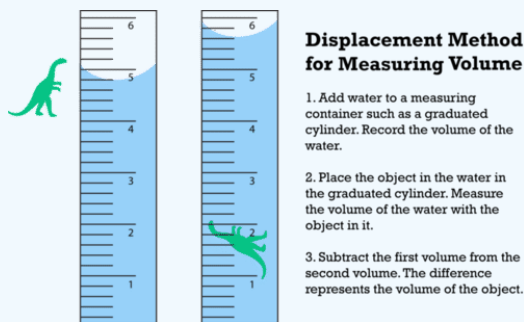 6
5
4
3
2
1
6
5
4
3
2
1
Displacement Method
for Measuring Volume
1. Add water to a measuring
container such as a graduated
cylinder. Record the volume of the
water.
2. Place the object in the water in
the graduated cylinder. Measure
the volume of the water with the
object in it.
3. Subtract the first volume from the
second volume. The difference
represents the volume of the object.